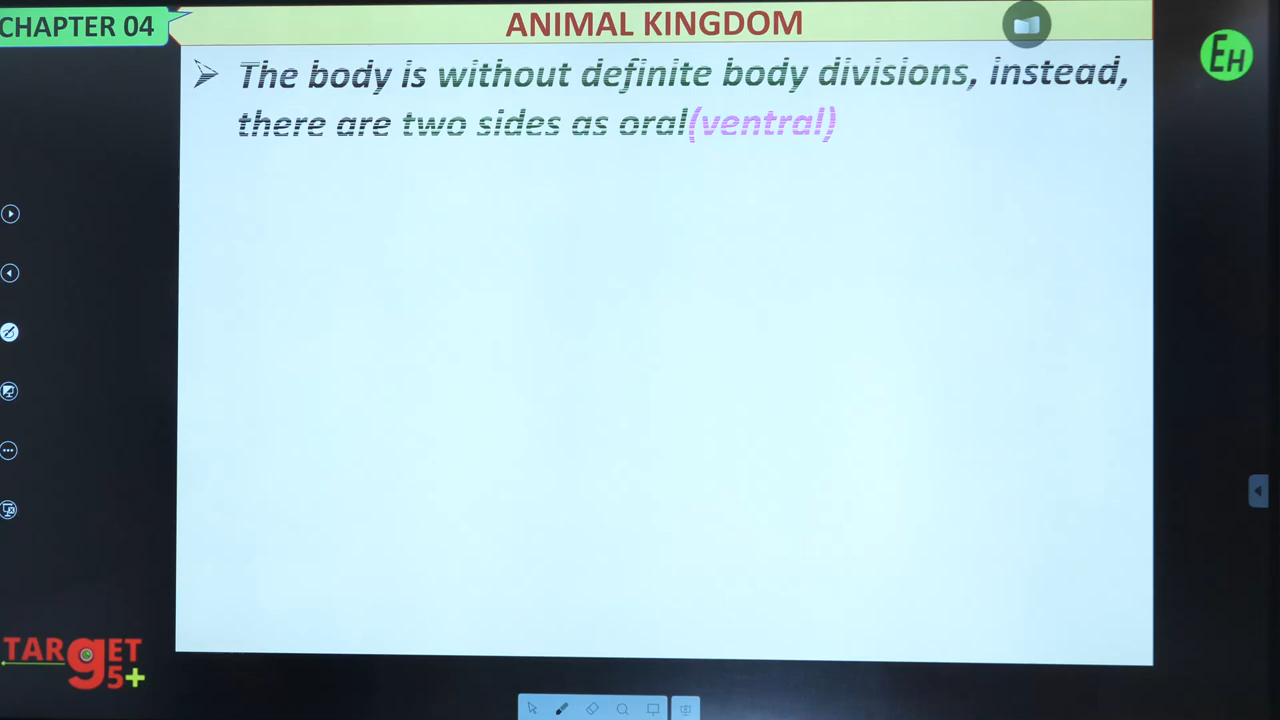 CHAPTER 04
ANIMAL KINGDOM
EH
The body is without definite body divisions, instead,
there are two sides as oral(ventral)
TARGET
95+